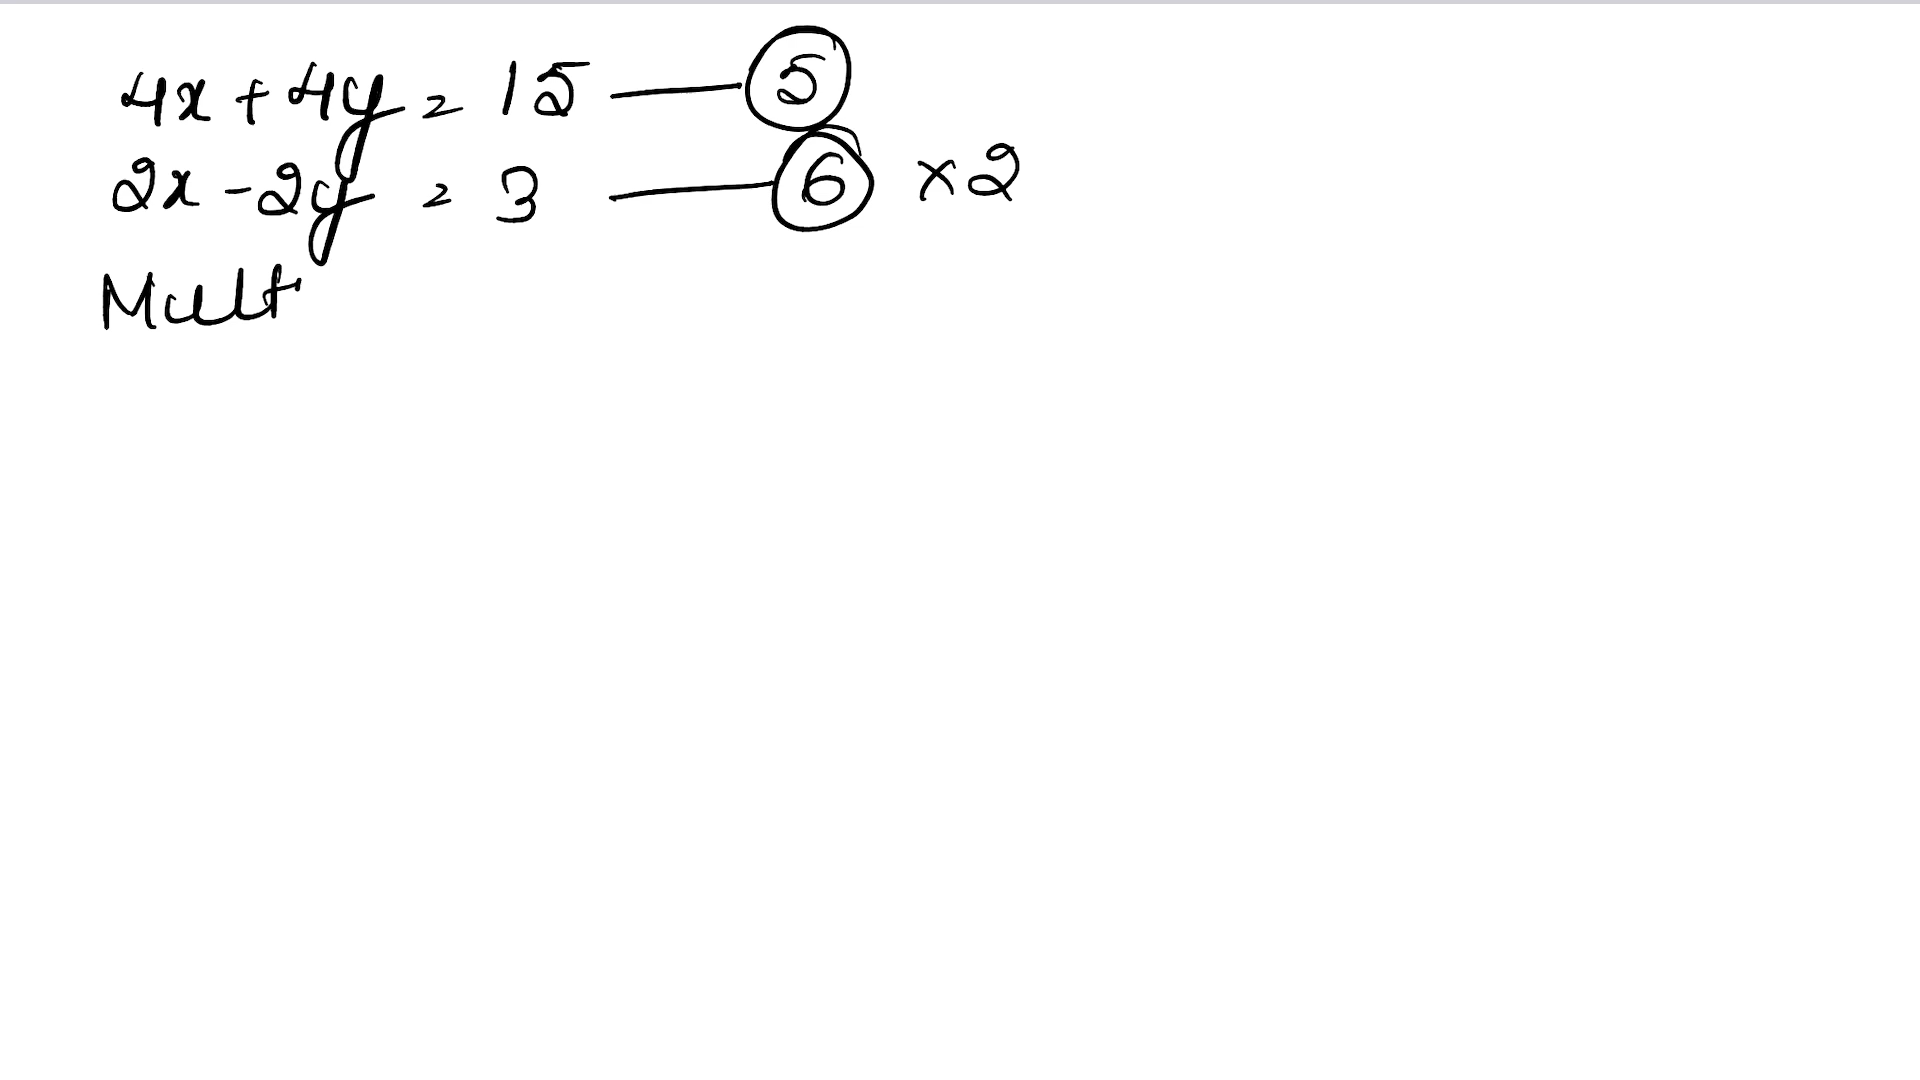 4x + 4y = 15 —— ⑤
2x - 2y = 3 —— ⑥ ×2
Mult